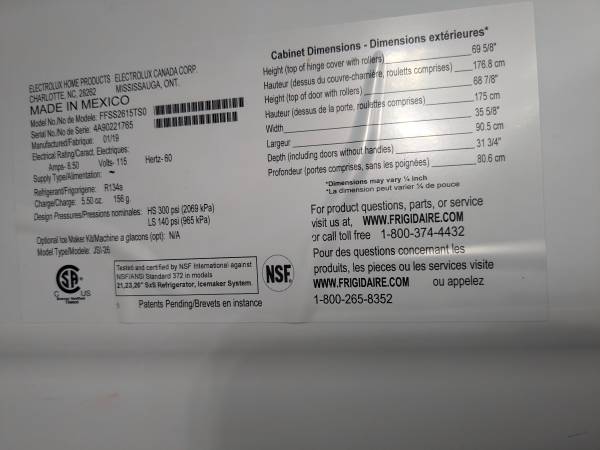 ELECTROLUX HOME PRODUCTS ELECTROLUX CANADA CORP.
CHARLOTTE, NC, 28262 MISSISSAUGA, ONT.
MADE IN MEXICO
Model No./No de Modele: FFSS2615TS0
Serial No./No de Serie: 4A90221765
Manufactured/Fabrique: 01/19
Electrical Rating/Caract. Electriques:
Amps- 8.50 Volts- 115 Hertz- 60
Supply Type/Alimentation: ~
Refrigerant/Frigorigene: R134a
Charge/Charge: 5.50 oz. 156 g
Design Pressures/Pressions nominales: HS 300 psi (2069 kPa)
LS 140 psi (965 kPa)
Optional Ice Maker Kit/Machine a glacons (opt): N/A
Model Type/Modele: JSI-26
C US
Tested and certified by NSF International against
NSF/ANSI Standard 372 in models
21,23,26" SxS Refrigerator, Icemaker System.
NSF
Patents Pending/Brevets en instance
Cabinet Dimensions - Dimensions extérieures*
Height (top of hinge cover with rollers) 69 5/8"
Hauteur (dessus du couvre-charnière, roulettes comprises) 176.8 cm
Height (top of door with rollers) 68 7/8"
Hauteur (dessus de la porte, roulettes comprises) 175 cm
Width 35 5/8"
Largeur 90.5 cm
Depth (including doors without handles) 31 3/4"
Profondeur (portes comprises, sans les poignées) 80.6 cm
*Dimensions may vary ¼ inch
*La dimension peut varier ¼ de pouce
For product questions, parts, or service
visit us at, WWW.FRIGIDAIRE.COM
or call toll free 1-800-374-4432
Pour des questions concernant les
produits, les pieces ou les services visite
WWW.FRIGIDAIRE.COM ou appelez
1-800-265-8352